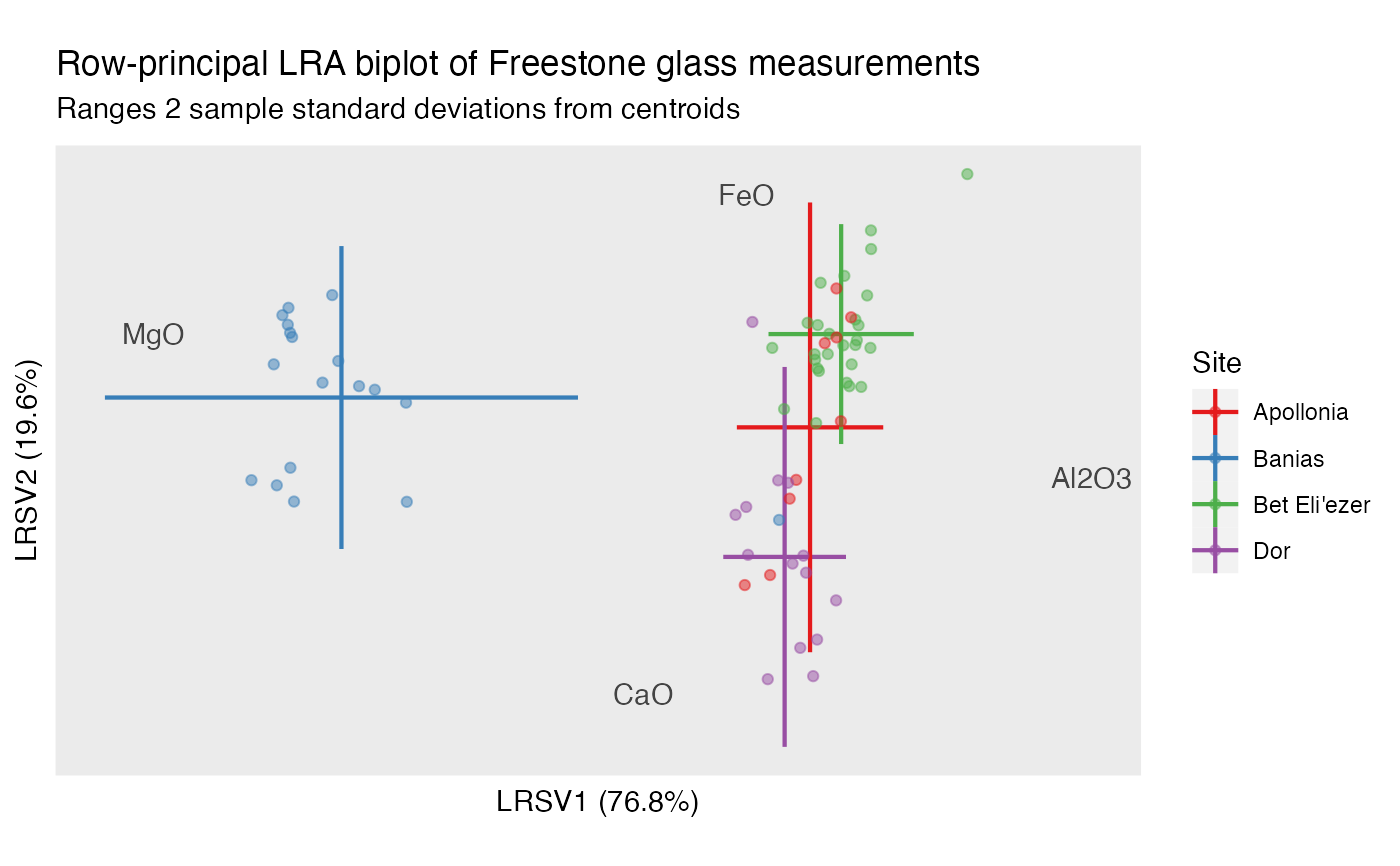 Row-principal LRA biplot of Freestone glass measurements
Ranges 2 sample standard deviations from centroids
FeO
MgO
Al2O3
CaO
LRSV2 (19.6%)
LRSV1 (76.8%)
Site
Apollonia
Banias
Bet Eli'ezer
Dor